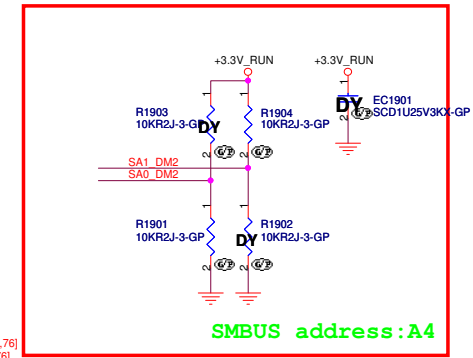 +3.3V_RUN +3.3V_RUN
1 1 1
R1903 R1904 DY EC1901
10KR2J-3-GP DY 10KR2J-3-GP SCD1U25V3KX-GP
2 2 2
SA1_DM2
SA0_DM2
1 1
R1901 R1902
10KR2J-3-GP DY 10KR2J-3-GP
2 2
SMBUS address:A4
,76]